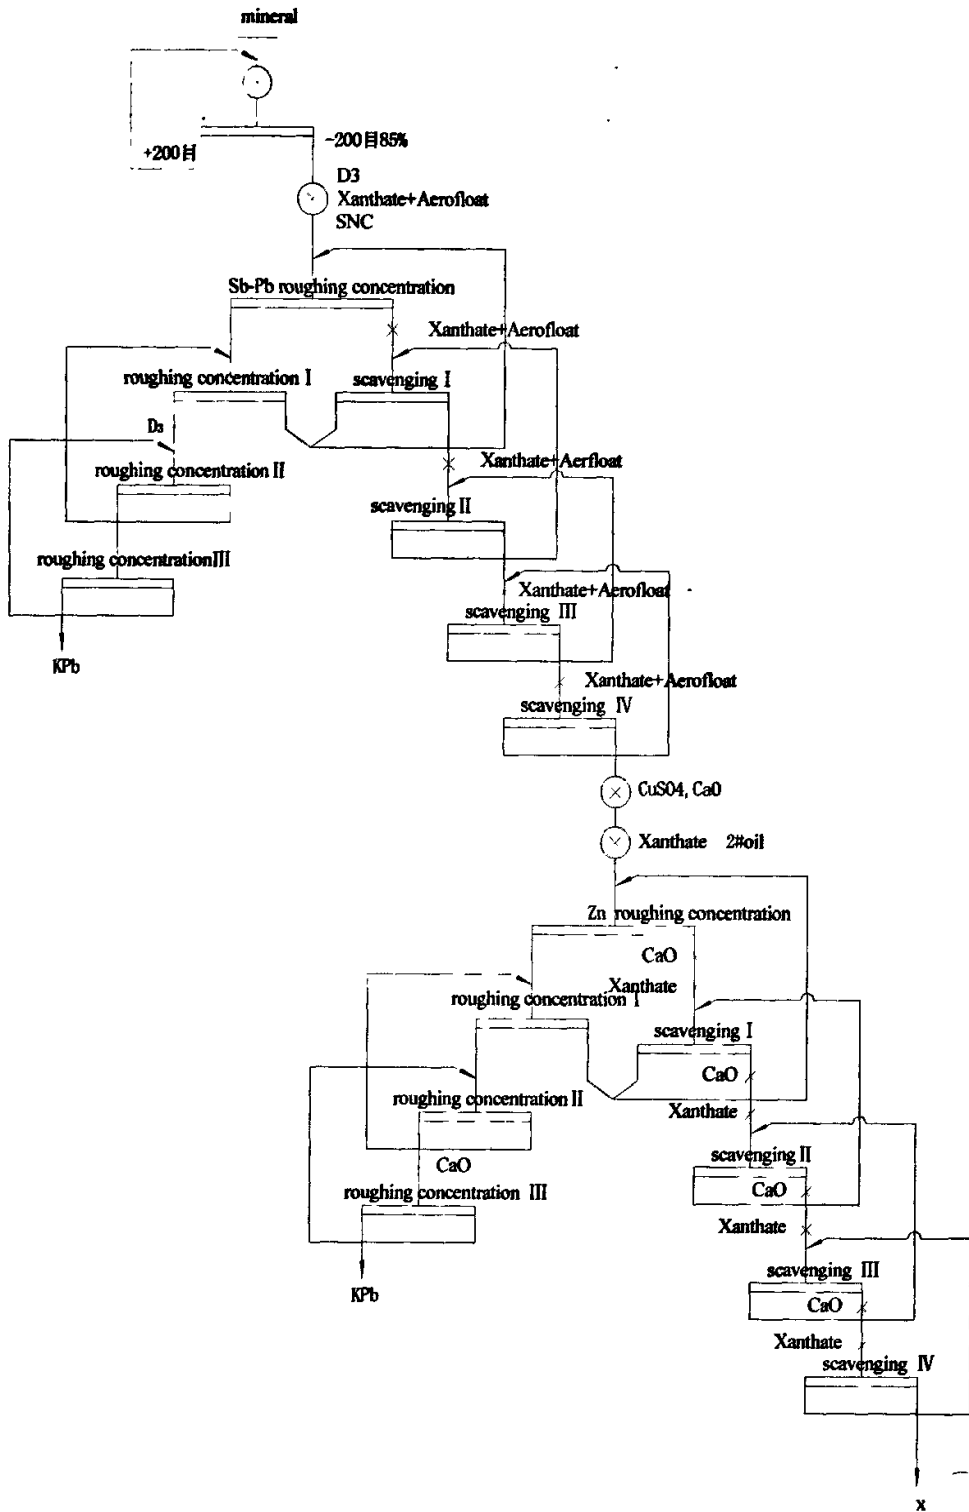 mineral
+200目
-200目85%
D3
Xanthate+Aerofloat
SNC
Sb-Pb roughing concentration
Xanthate+Aerofloat
roughing concentration Ⅰ
scavenging Ⅰ
D3
Xanthate+Aerfloat
roughing concentration Ⅱ
scavenging Ⅱ
roughing concentrationⅢ
Xanthate+Aerofloat
scavenging Ⅲ
KPb
Xanthate+Aerofloat
scavenging Ⅳ
CuSO4, CaO
Xanthate 2#oil
Zn roughing concentration
CaO
Xanthate
roughing concentration Ⅰ
scavenging Ⅰ
CaO
roughing concentration Ⅱ
Xanthate
scavenging Ⅱ
CaO
CaO
roughing concentration Ⅲ
Xanthate
scavenging Ⅲ
KPb
CaO
Xanthate
scavenging Ⅳ
x